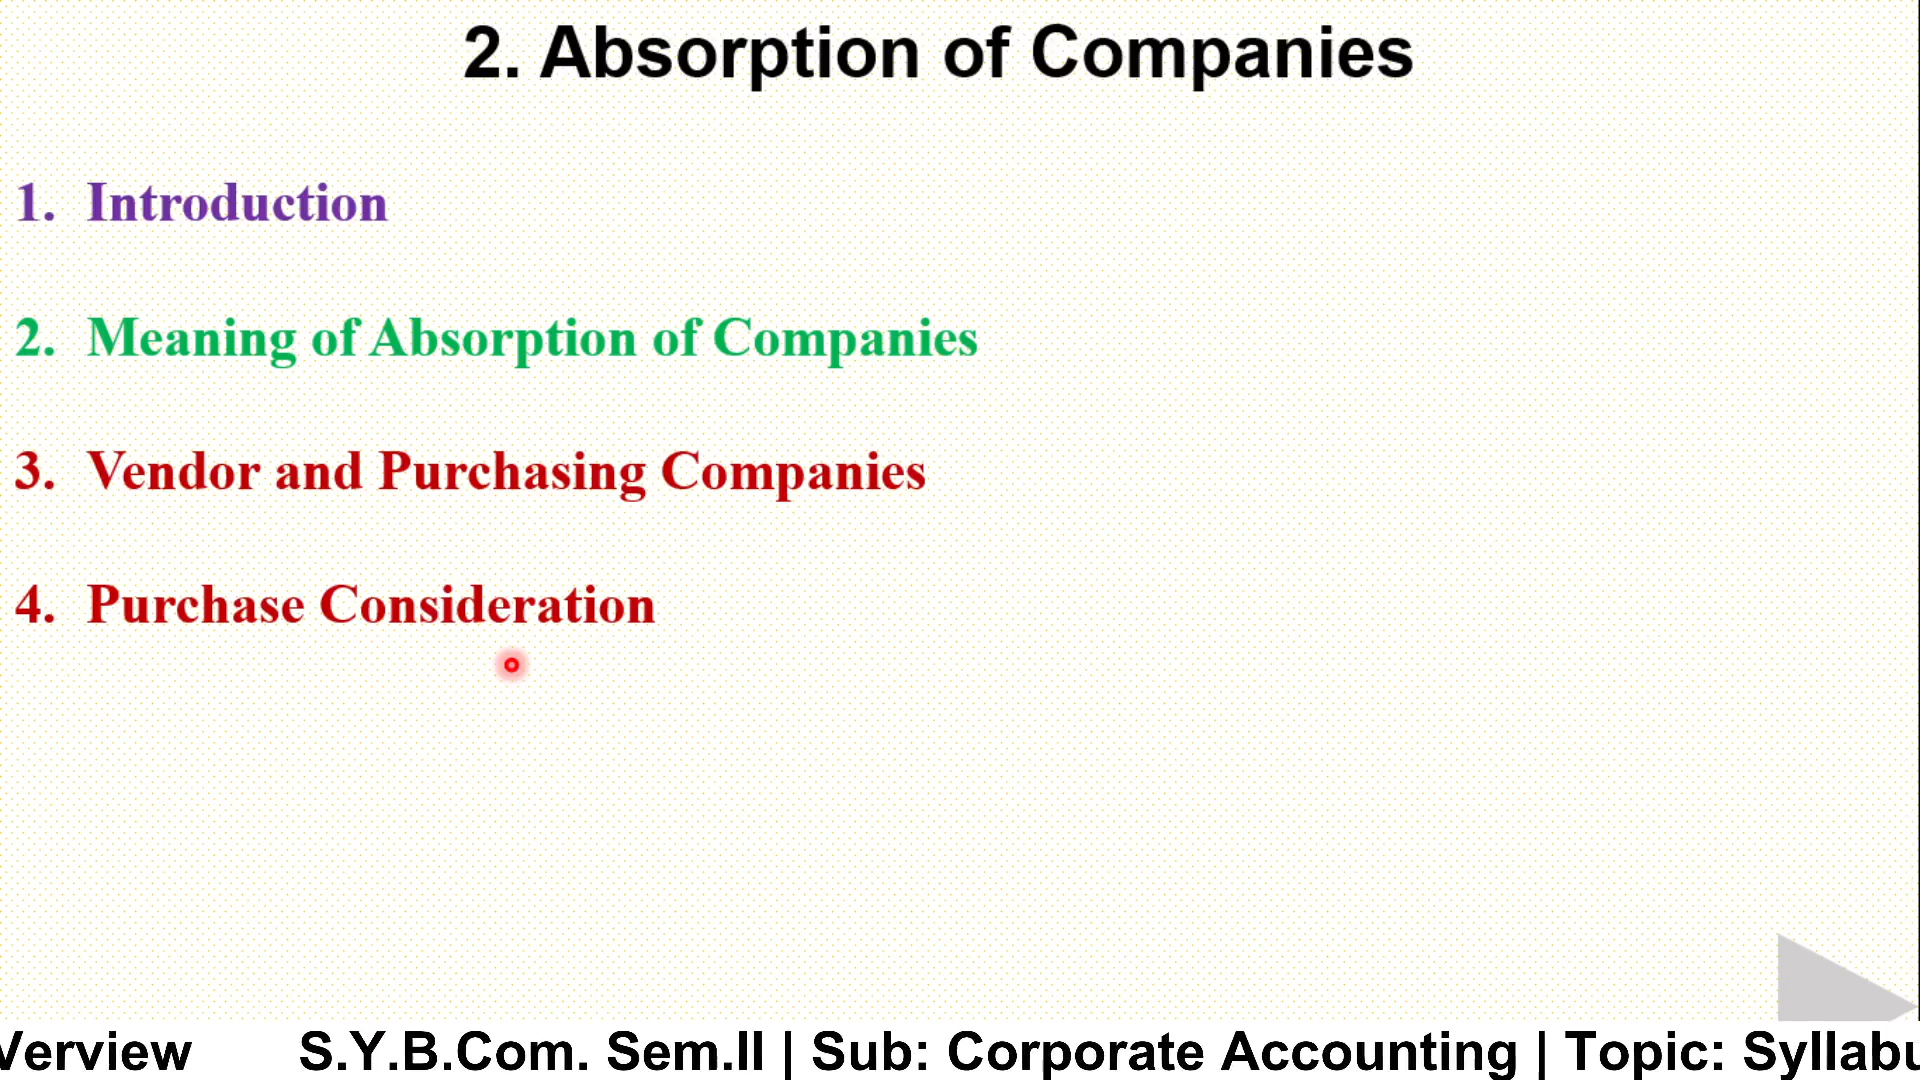 2. Absorption of Companies
1. Introduction
2. Meaning of Absorption of Companies
3. Vendor and Purchasing Companies
4. Purchase Consideration
S.Y.B.Com. Sem.II | Sub: Corporate Accounting | Topic: